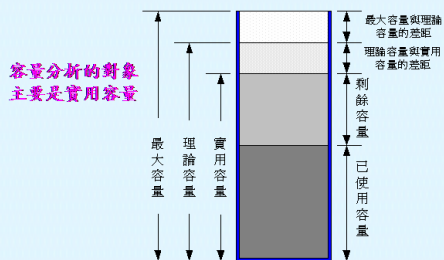 容量分析的對象
主要是實用容量
最大容量
理論容量
實用容量
最大容量與理論
容量的差距
理論容量與實用
容量的差距
剩餘容量
已使用容量